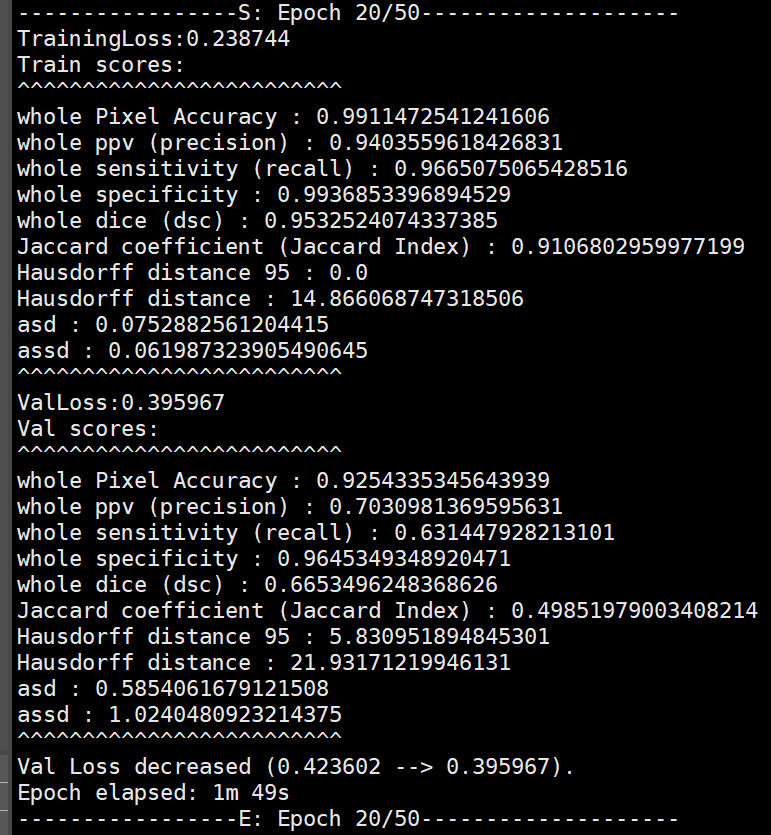 -----------------S: Epoch 20/50--------------------
TrainingLoss:0.238744
Train scores:
^^^^^^^^^^^^^^^^^^^^^^^^^
whole Pixel Accuracy : 0.9911472541241606
whole ppv (precision) : 0.9403559618426831
whole sensitivity (recall) : 0.9665075065428516
whole specificity : 0.9936853396894529
whole dice (dsc) : 0.9532524074337385
Jaccard coefficient (Jaccard Index) : 0.9106802959977199
Hausdorff distance 95 : 0.0
Hausdorff distance : 14.866068747318506
asd : 0.0752882561204415
assd : 0.061987323905490645
^^^^^^^^^^^^^^^^^^^^^^^^^
ValLoss:0.395967
Val scores:
^^^^^^^^^^^^^^^^^^^^^^^^^
whole Pixel Accuracy : 0.9254335345643939
whole ppv (precision) : 0.7030981369595631
whole sensitivity (recall) : 0.631447928213101
whole specificity : 0.9645349348920471
whole dice (dsc) : 0.6653496248368626
Jaccard coefficient (Jaccard Index) : 0.49851979003408214
Hausdorff distance 95 : 5.830951894845301
Hausdorff distance : 21.93171219946131
asd : 0.5854061679121508
assd : 1.0240480923214375
^^^^^^^^^^^^^^^^^^^^^^^^^
Val Loss decreased (0.423602 --> 0.395967).
Epoch elapsed: 1m 49s
-----------------E: Epoch 20/50--------------------